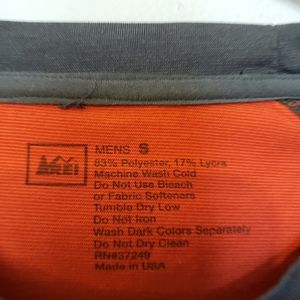 REI
MENS S
83% Polyester, 17% Lycra
Machine Wash Cold
Do Not Use Bleach
or Fabric Softeners
Tumble Dry Low
Do Not Iron
Wash Dark Colors Separately
Do Not Dry Clean
RN#37249
Made in USA